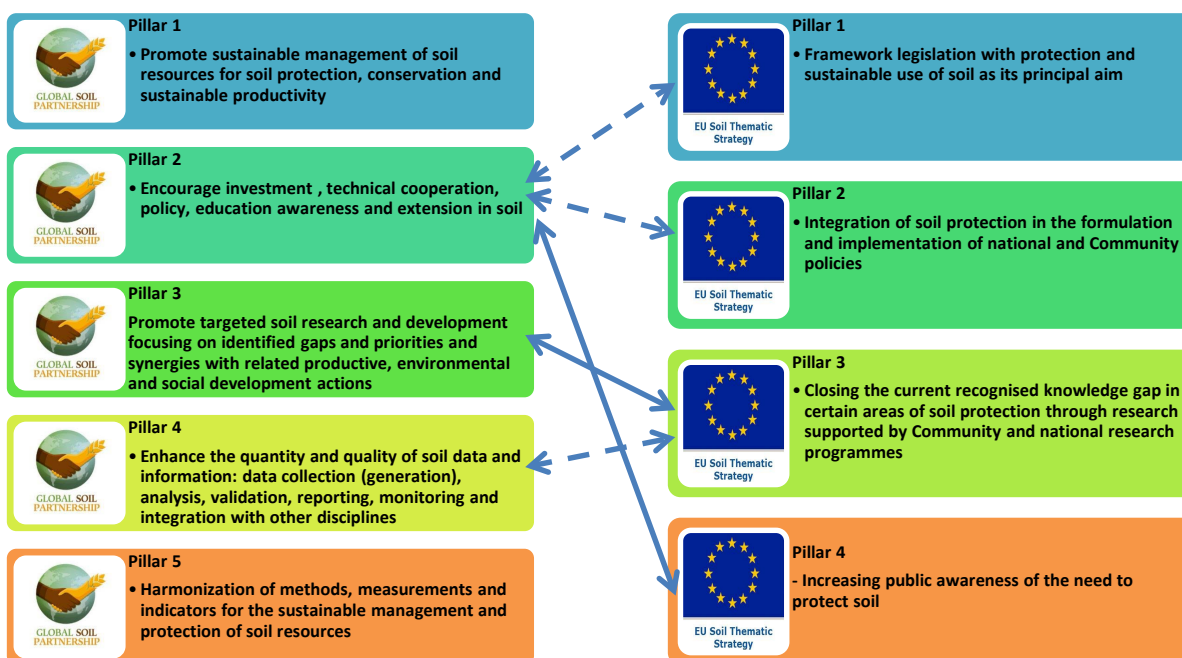 Pillar 1
• Promote sustainable management of soil
resources for soil protection, conservation and
sustainable productivity
GLOBAL SOIL
PARTNERSHIP
Pillar 2
• Encourage investment , technical cooperation,
policy, education awareness and extension in soil
GLOBAL SOIL
PARTNERSHIP
Pillar 3
Promote targeted soil research and development
focusing on identified gaps and priorities and
synergies with related productive, environmental
and social development actions
GLOBAL SOIL
PARTNERSHIP
Pillar 4
• Enhance the quantity and quality of soil data and
information: data collection (generation),
analysis, validation, reporting, monitoring and
integration with other disciplines
GLOBAL SOIL
PARTNERSHIP
Pillar 5
• Harmonization of methods, measurements and
indicators for the sustainable management and
protection of soil resources
GLOBAL SOIL
PARTNERSHIP
Pillar 1
• Framework legislation with protection and
sustainable use of soil as its principal aim
EU Soil Thematic
Strategy
Pillar 2
• Integration of soil protection in the formulation
and implementation of national and Community
policies
EU Soil Thematic
Strategy
Pillar 3
• Closing the current recognised knowledge gap in
certain areas of soil protection through research
supported by Community and national research
programmes
EU Soil Thematic
Strategy
Pillar 4
- Increasing public awareness of the need to
protect soil
EU Soil Thematic
Strategy